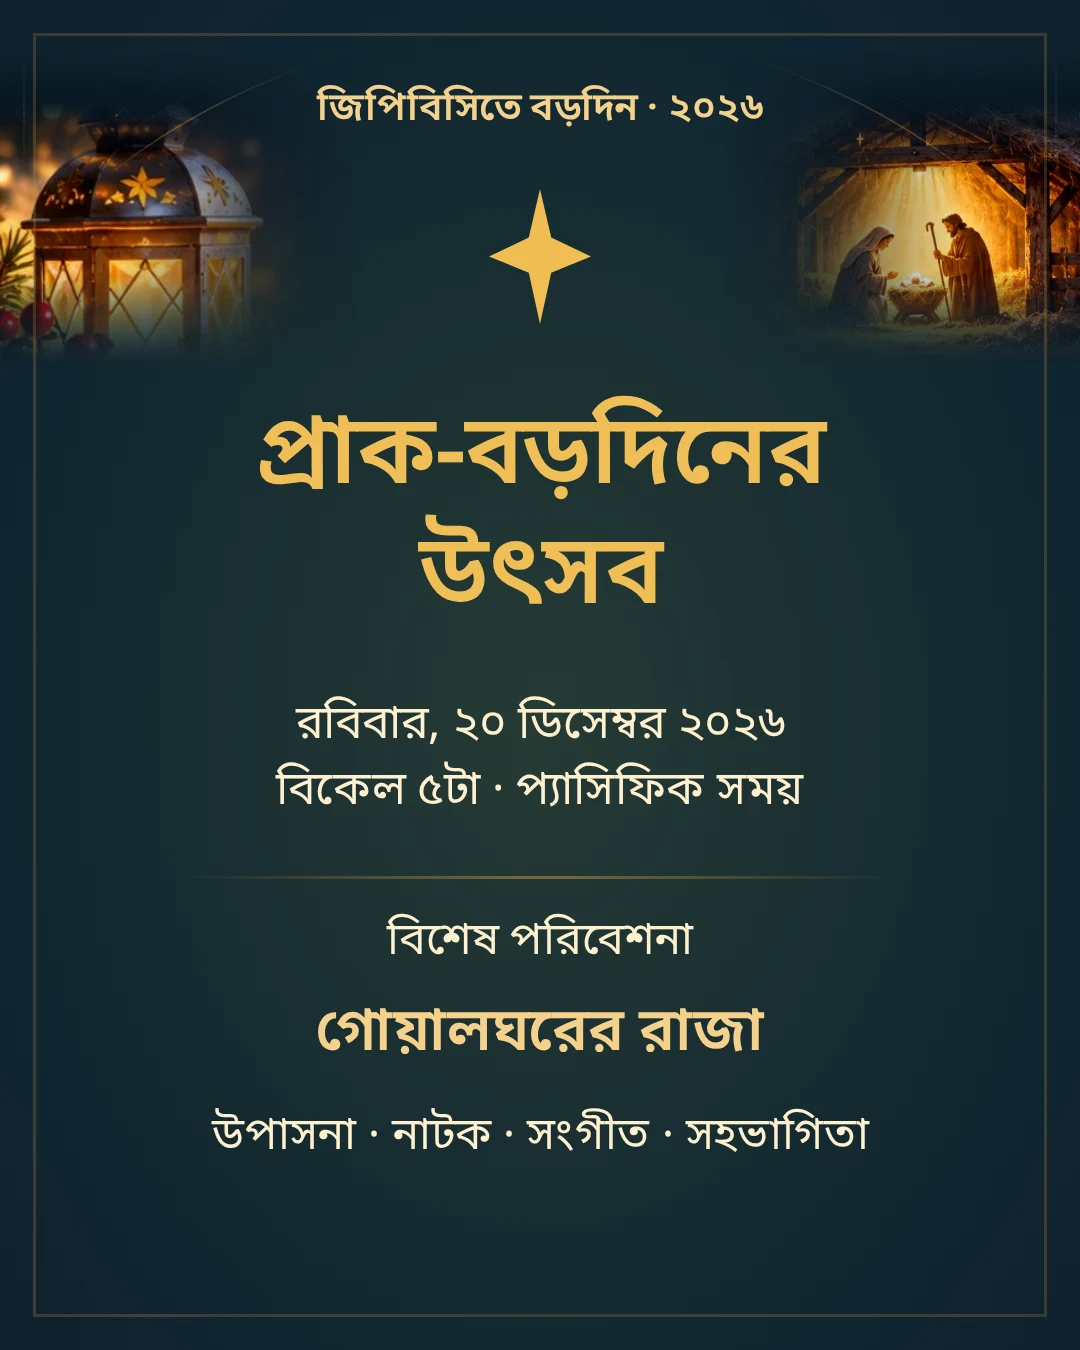 জিপিবিসিতে বড়দিন · ২০২৬
প্রাক-বড়দিনের
উৎসব
রবিবার, ২০ ডিসেম্বর ২০২৬
বিকেল ৫টা · প্যাসিফিক সময়
বিশেষ পরিবেশনা
গোয়ালঘরের রাজা
উপাসনা · নাটক · সংগীত · সহভাগিতা